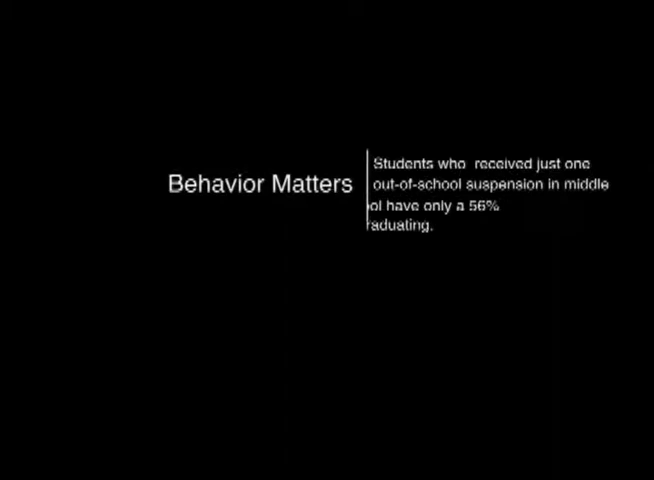 Behavior Matters
Students who received just one
out-of-school suspension in middle
ol have only a 56%
raduating.